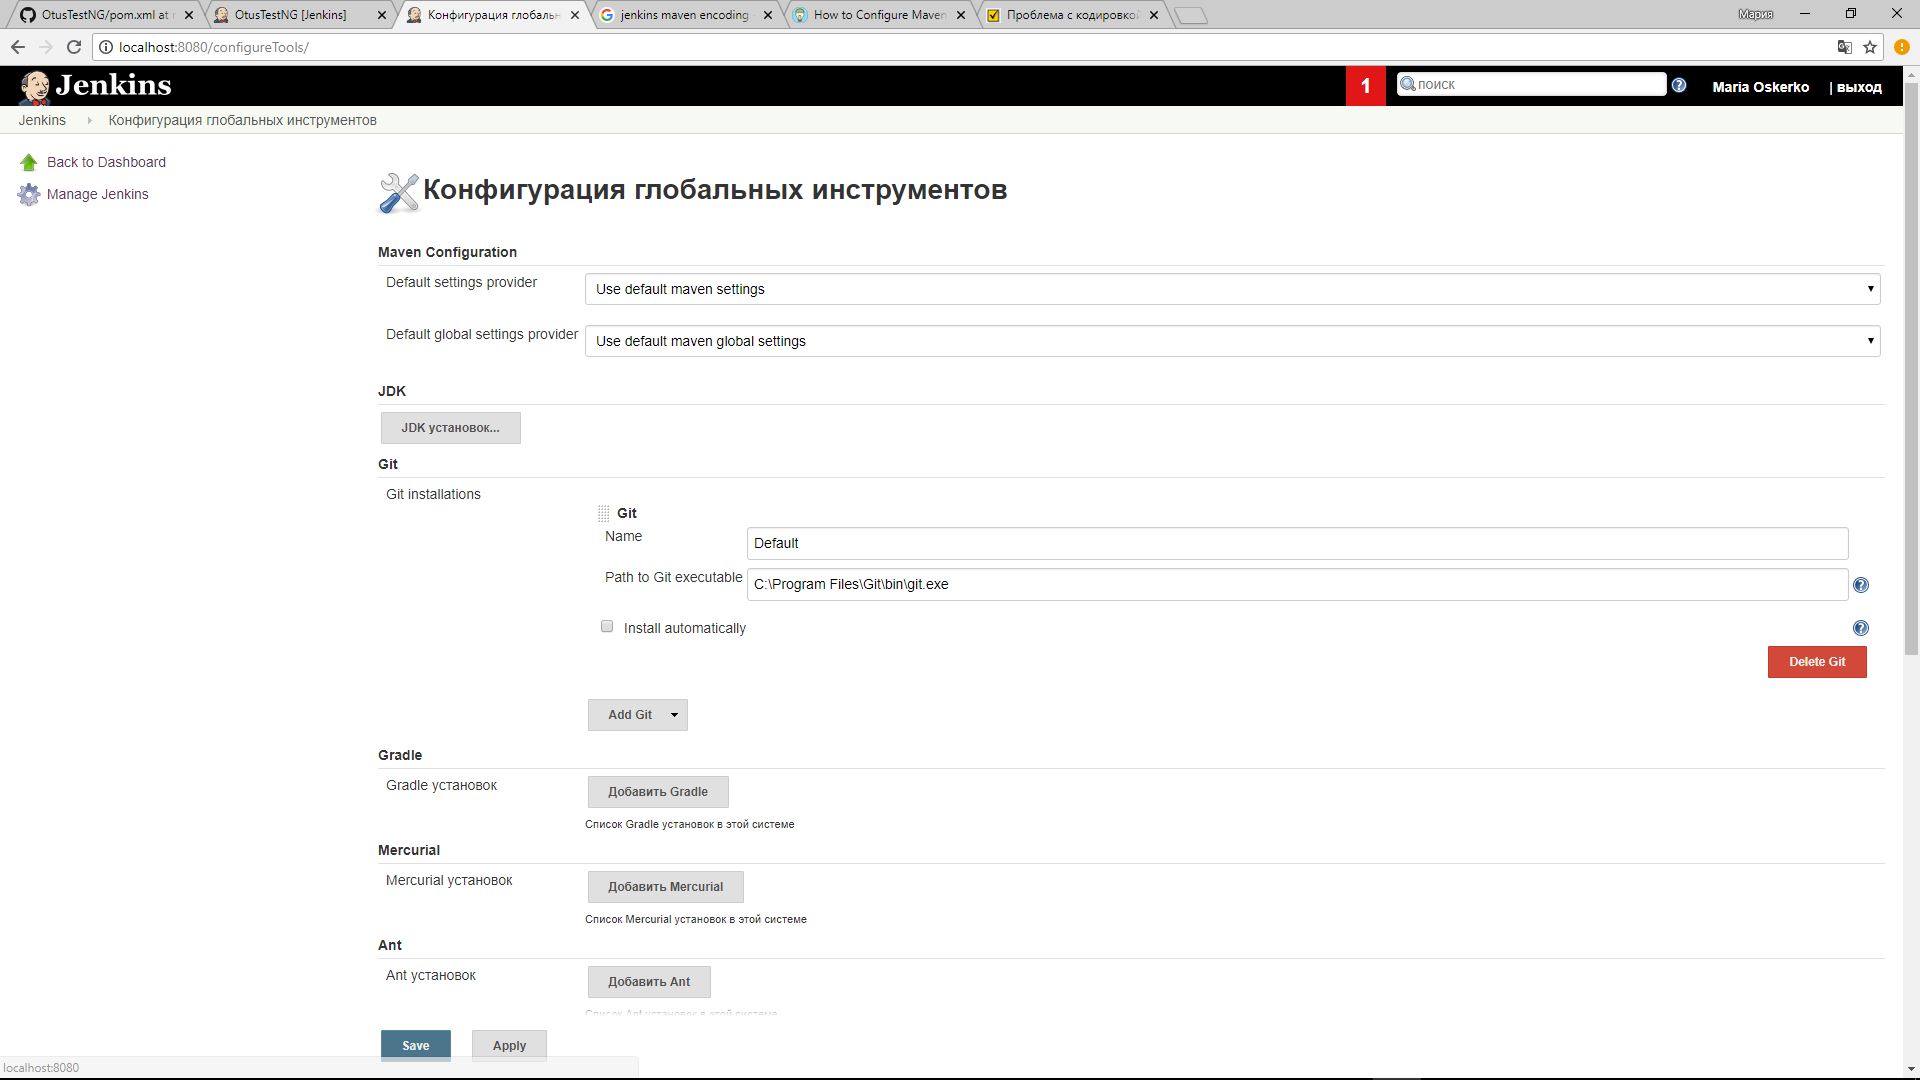 OtusTestNG/pom.xml at
OtusTestNG [Jenkins]
Конфигурация глобальн
jenkins maven encoding
How to Configure Maven
Проблема с кодировкой
Мария
localhost:8080/configureTools/
Jenkins
1
поиск
Maria Oskerko
| выход
Jenkins
Конфигурация глобальных инструментов
Back to Dashboard
Manage Jenkins
Конфигурация глобальных инструментов
Maven Configuration
Default settings provider
Use default maven settings
Default global settings provider
Use default maven global settings
JDK
JDK установок...
Git
Git installations
Git
Name
Default
Path to Git executable
C:\Program Files\Git\bin\git.exe
Install automatically
Delete Git
Add Git
Gradle
Gradle установок
Добавить Gradle
Список Gradle установок в этой системе
Mercurial
Mercurial установок
Добавить Mercurial
Список Mercurial установок в этой системе
Ant
Ant установок
Добавить Ant
Список Ant установок в этой системе
Save
Apply
localhost:8080